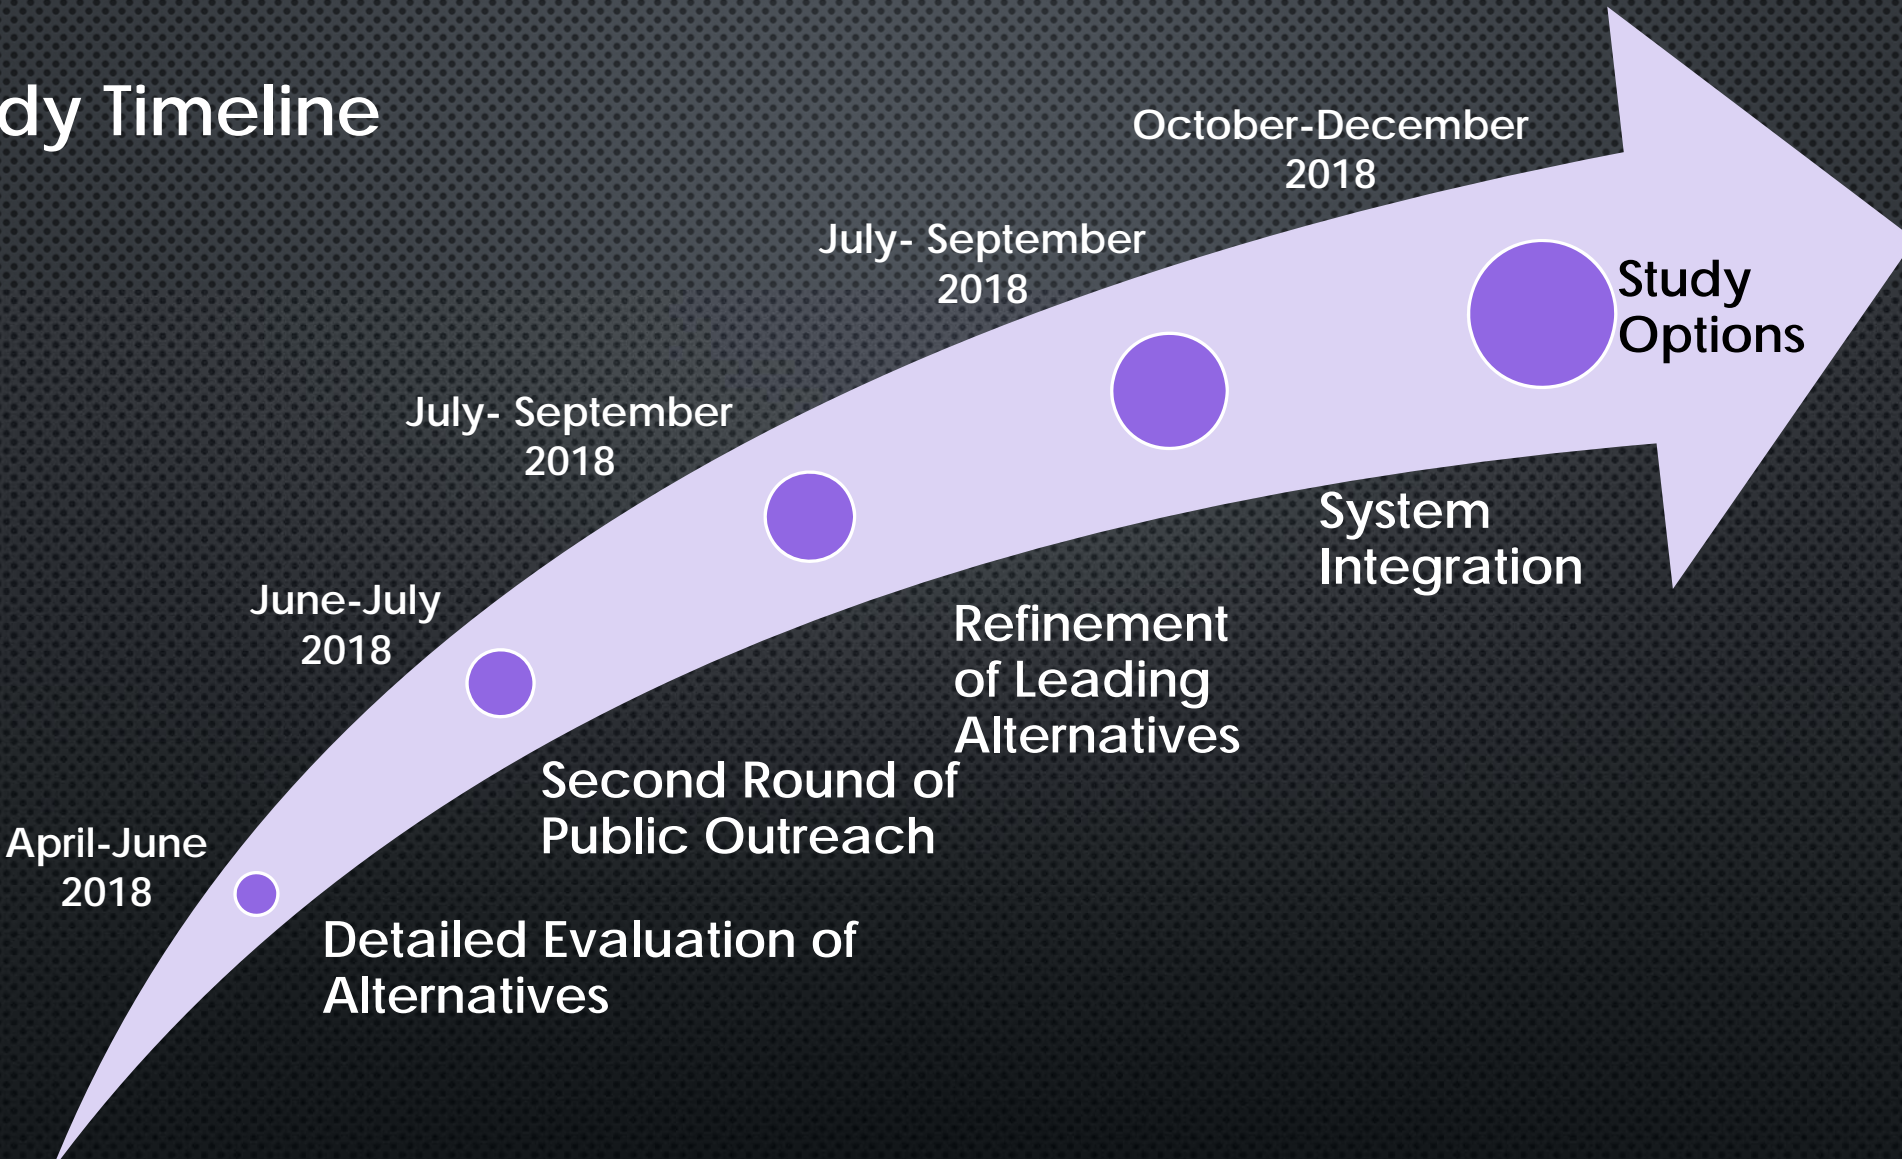 dy Timeline
October-December
2018
July- September
2018
July- September
2018
June-July
2018
April-June
2018
Study
Options
System
Integration
Refinement
of Leading
Alternatives
Second Round of
Public Outreach
Detailed Evaluation of
Alternatives